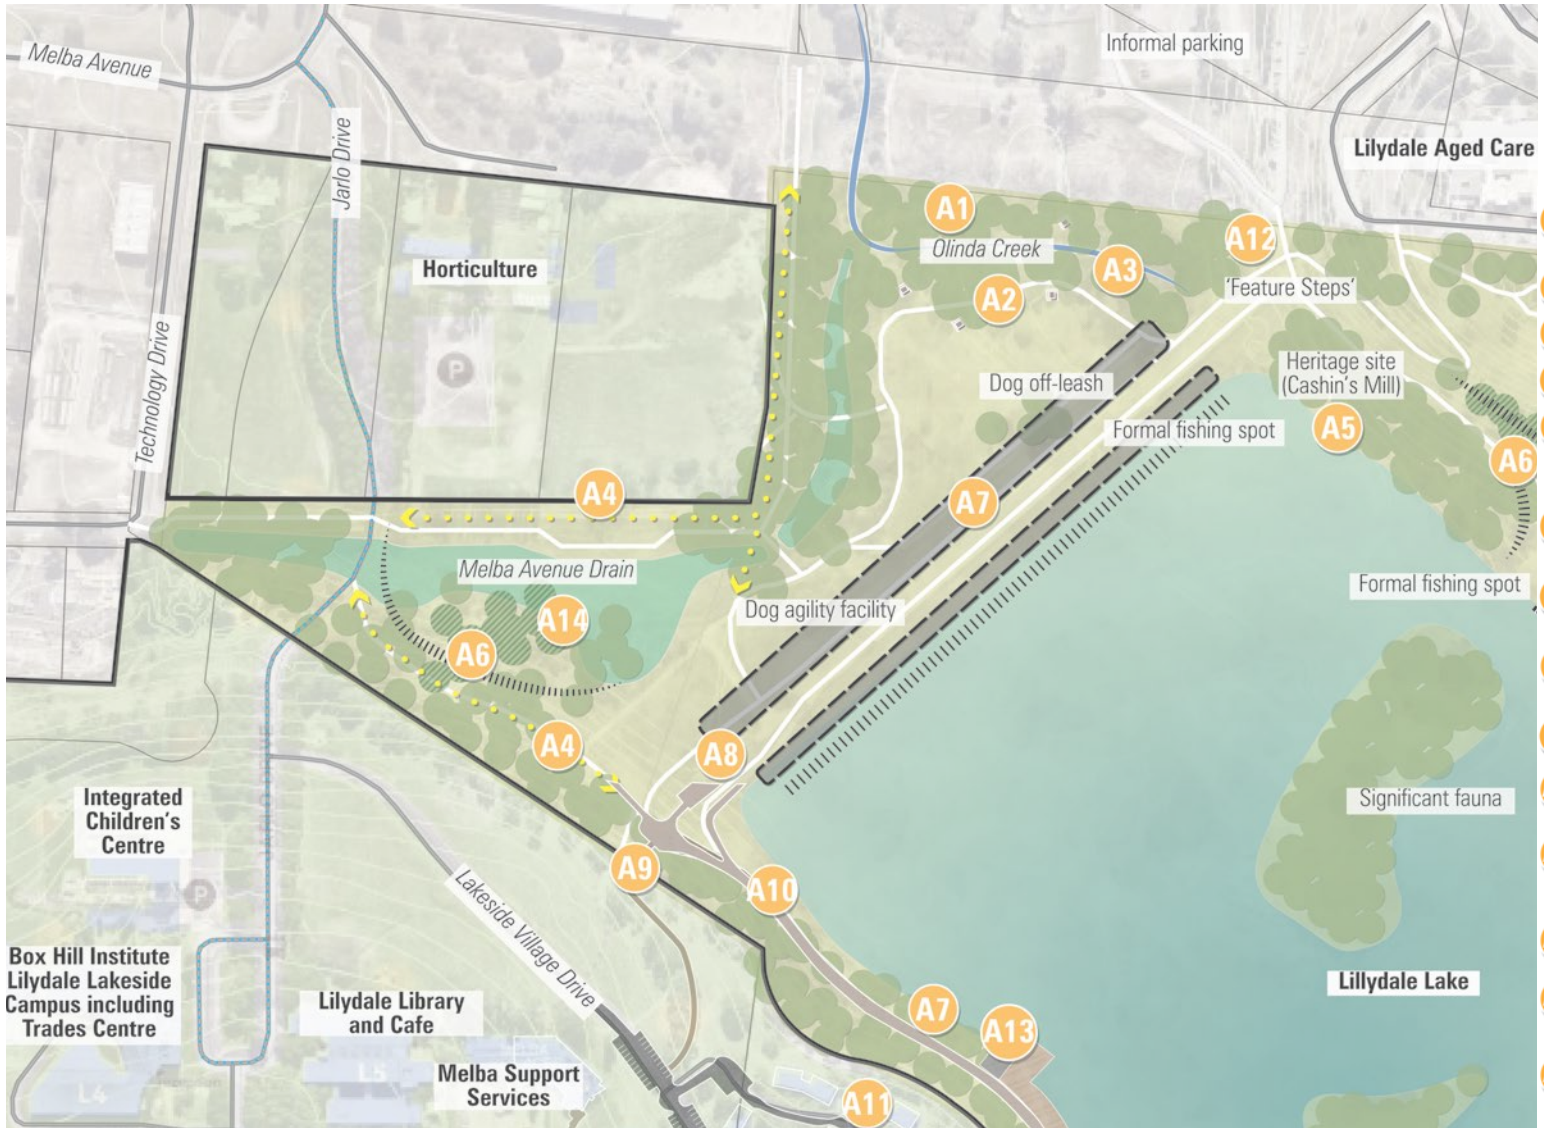 Informal parking
Melba Avenue
Lilydale Aged Care
Jarlo Drive
A1
A12
Olinda Creek
A3
Horticulture
A2
'Feature Steps'
Technology Drive
P
Heritage site
(Cashin's Mill)
Dog off-leash
Formal fishing spot
A5
A6
A4
A7
Melba Avenue Drain
Formal fishing spot
Dog agility facility
A14
A6
A4
A8
Integrated
Children's
Centre
Significant fauna
A9
A10
P
Lakeside Village Drive
Box Hill Institute
Lilydale Lakeside
Campus including
Trades Centre
Lillydale Lake
Lilydale Library
and Cafe
A7
A13
L4
L5
Melba Support
Services
A11